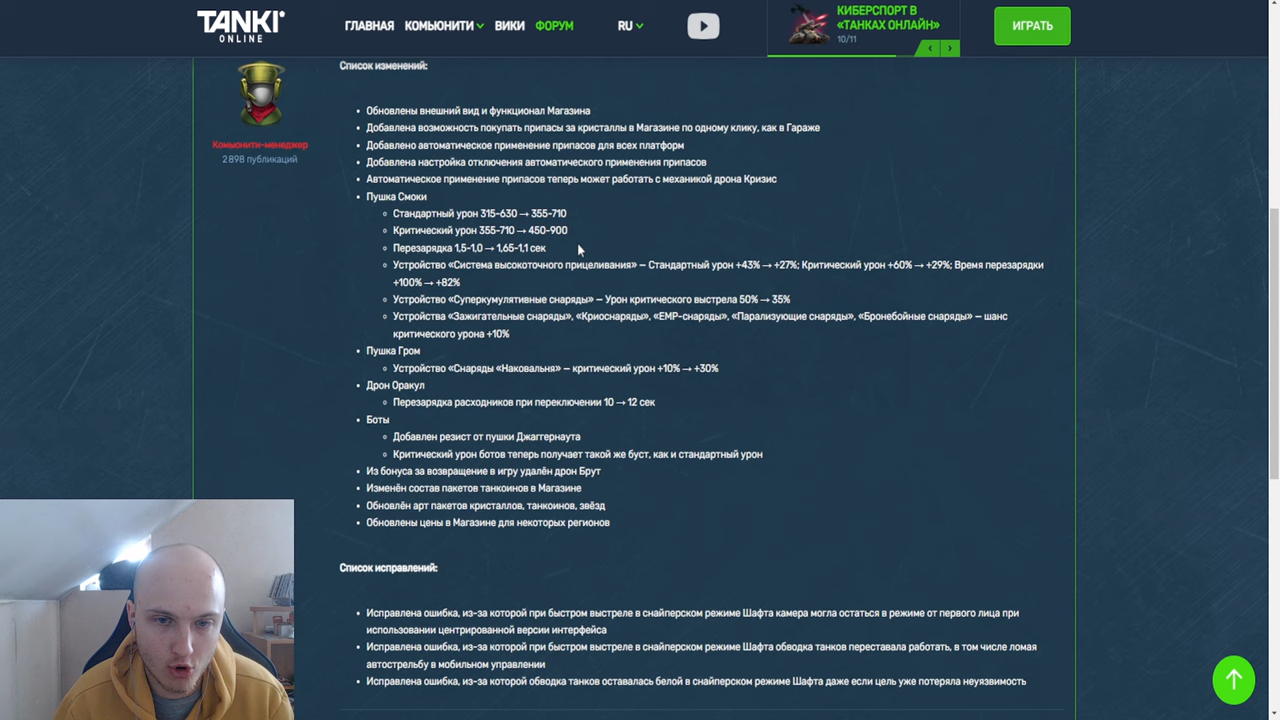 TANKI
ONLINE
ГЛАВНАЯ КОМЬЮНИТИ ВИКИ ФОРУМ
RU
КИБЕРСПОРТ В
«ТАНКАХ ОНЛАЙН»
10/11
ИГРАТЬ
Комьюнити-менеджер
2 898 публикаций
Список изменений:
Обновлены внешний вид и функционал Магазина
Добавлена возможность покупать припасы за кристаллы в Магазине по одному клику, как в Гараже
Добавлено автоматическое применение припасов для всех платформ
Добавлена настройка отключения автоматического применения припасов
Автоматическое применение припасов теперь может работать с механикой дрона Кризис
Пушка Смоки
Стандартный урон 315-630 → 355-710
Критический урон 355-710 → 450-900
Перезарядка 1,5-1,0 → 1,65-1,1 сек
Устройство «Система высокоточного прицеливания» — Стандартный урон +43% → +27%; Критический урон +60% → +29%; Время перезарядки
+100% → +82%
Устройство «Суперкумулятивные снаряды» — Урон критического выстрела 50% → 35%
Устройства «Зажигательные снаряды», «Криоснаряды», «EMP-снаряды», «Парализующие снаряды», «Бронебойные снаряды» — шанс
критического урона +10%
Пушка Гром
Устройство «Снаряды «Наковальня» — критический урон +10% → +30%
Дрон Оракул
Перезарядка расходников при переключении 10 → 12 сек
Боты
Добавлен резист от пушки Джаггернаута
Критический урон ботов теперь получает такой же буст, как и стандартный урон
Из бонуса за возвращение в игру удалён дрон Брут
Изменён состав пакетов танкоинов в Магазине
Обновлён арт пакетов кристаллов, танкоинов, звёзд
Обновлены цены в Магазине для некоторых регионов
Список исправлений:
Исправлена ошибка, из-за которой при быстром выстреле в снайперском режиме Шафта камера могла остаться в режиме от первого лица при
использовании центрированной версии интерфейса
Исправлена ошибка, из-за которой при быстром выстреле в снайперском режиме Шафта обводка танков переставала работать, в том числе ломая
автострельбу в мобильном управлении
Исправлена ошибка, из-за которой обводка танков оставалась белой в снайперском режиме Шафта даже если цель уже потеряла неуязвимость